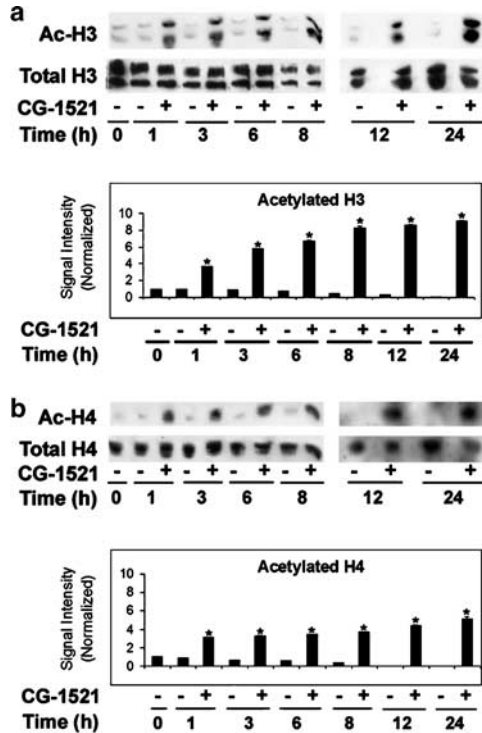 a
Ac-H3
Total H3
CG-1521 - - + - + - + - + - + - +
Time (h) 0 1 3 6 8 12 24
Acetylated H3
Signal Intensity
(Normalized)
10
8
6
4
2
0
* * * * * *
CG-1521 - - + - + - + - + - + - +
Time (h) 0 1 3 6 8 12 24
b
Ac-H4
Total H4
CG-1521 - - + - + - + - + - + - +
Time (h) 0 1 3 6 8 12 24
Acetylated H4
Signal Intensity
(Normalized)
10
8
6
4
2
0
* * * * * *
CG-1521 - - + - + - + - + - + - +
Time (h) 0 1 3 6 8 12 24